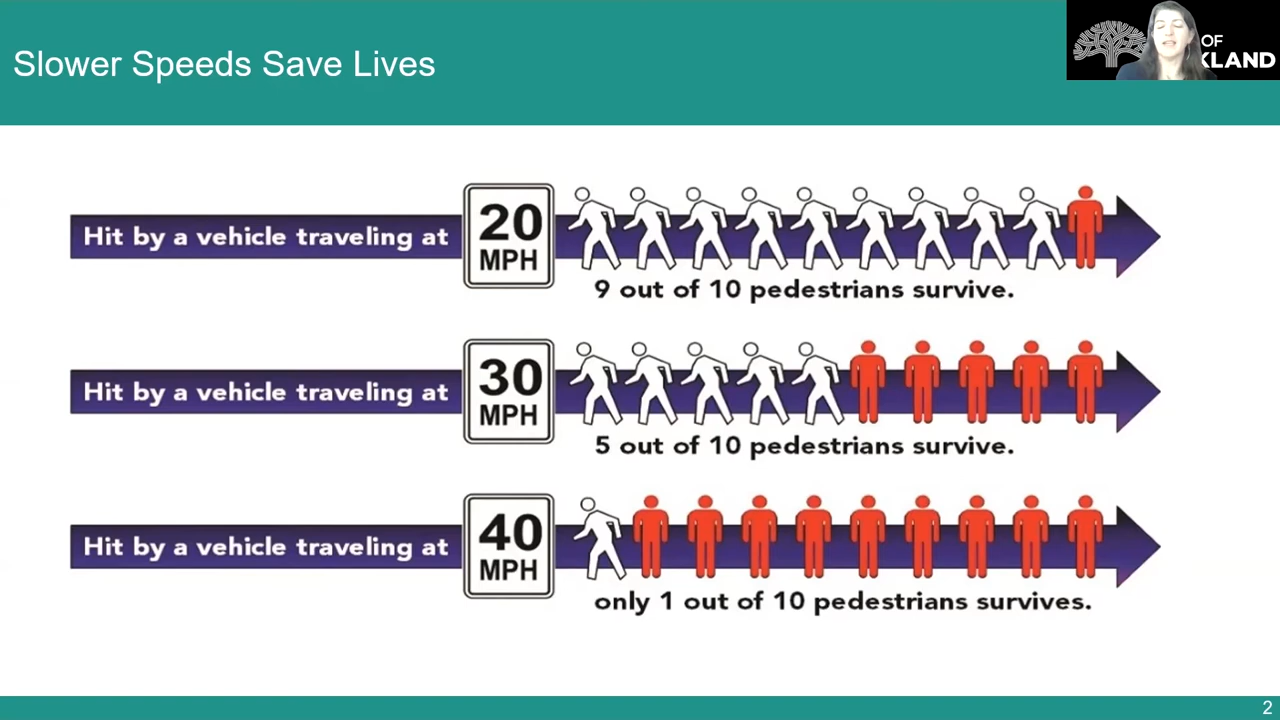 Slower Speeds Save Lives
OF
KLAND
Hit by a vehicle traveling at
20
MPH
9 out of 10 pedestrians survive.
Hit by a vehicle traveling at
30
MPH
5 out of 10 pedestrians survive.
Hit by a vehicle traveling at
40
MPH
only 1 out of 10 pedestrians survives.
2